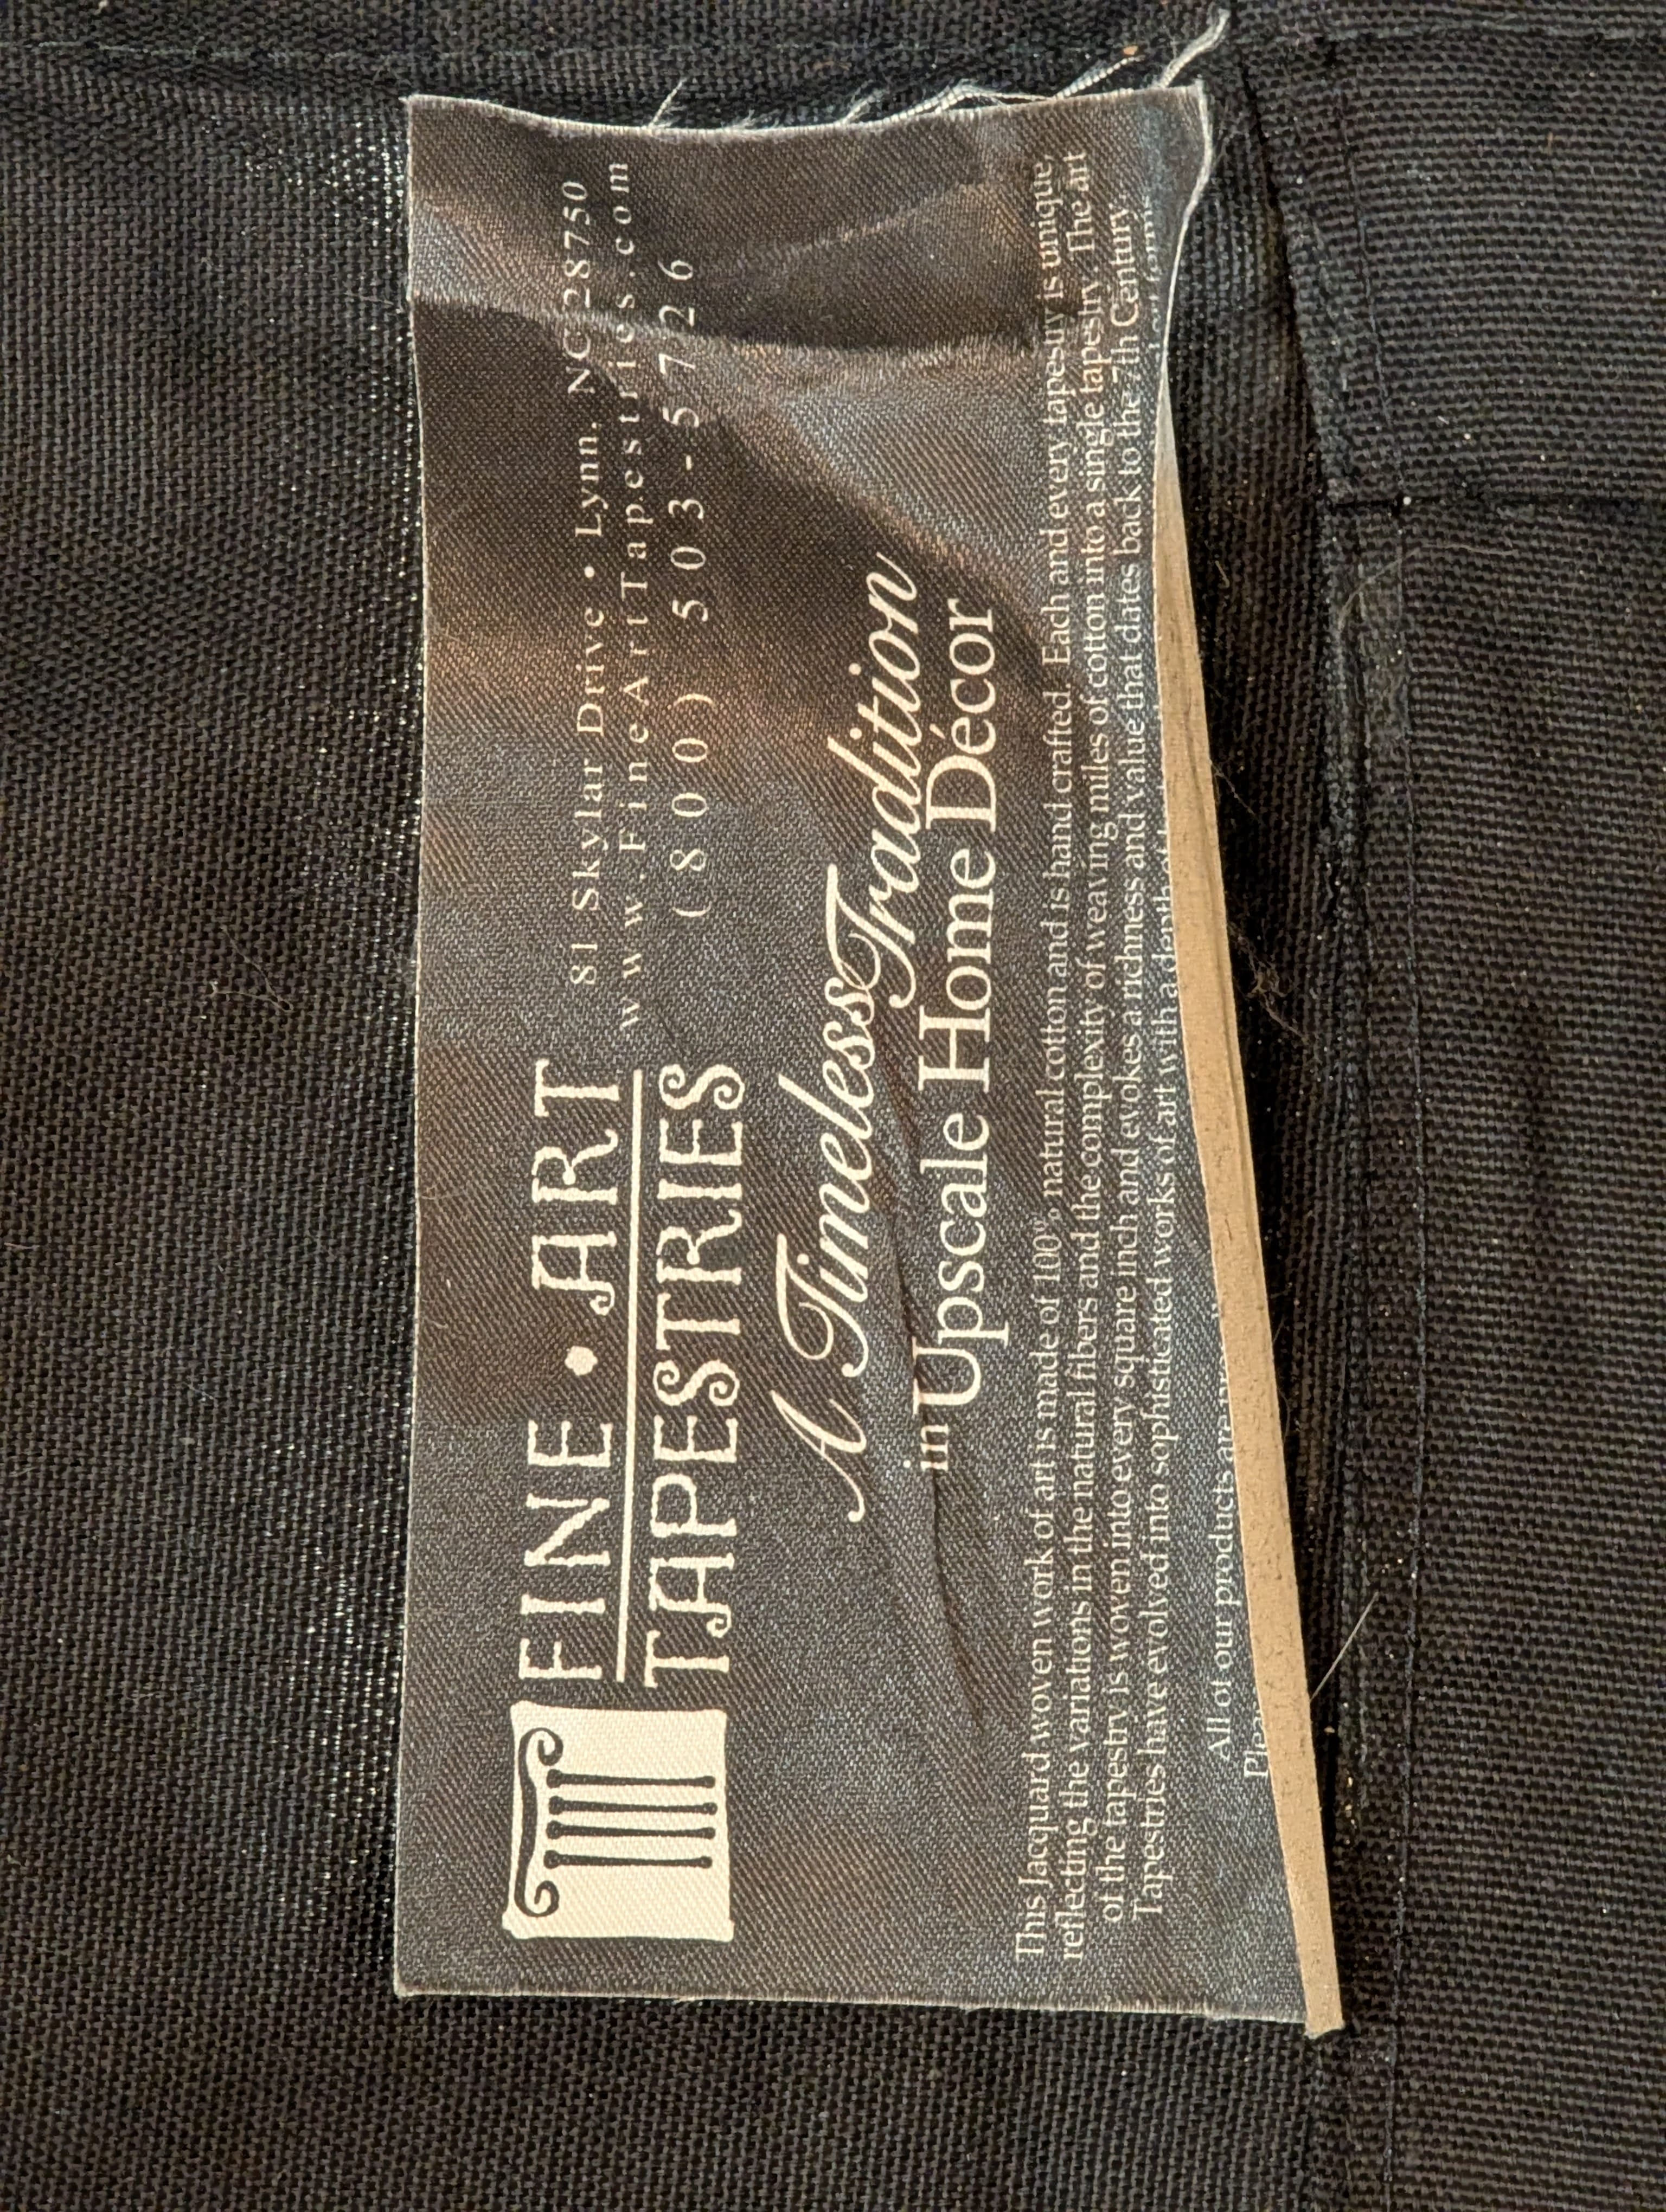 FINE • ART
TAPESTRIES
81 Skylar Drive • Lynn, NC 28750
www.FineArtTapestries.com
(800) 503-5726
A Timeless Tradition
in Upscale Home Décor
This Jacquard woven work of art is made of 100% natural cotton and is hand crafted. Each and every tapestry is unique,
reflecting the variations in the natural fibers and the complexity of weaving miles of cotton into a single tapestry. The art
of the tapestry is woven into every square inch and evokes a richness and value that dates back to the 7th Century.
Tapestries have evolved into sophisticated works of art with a depth
All of our products are